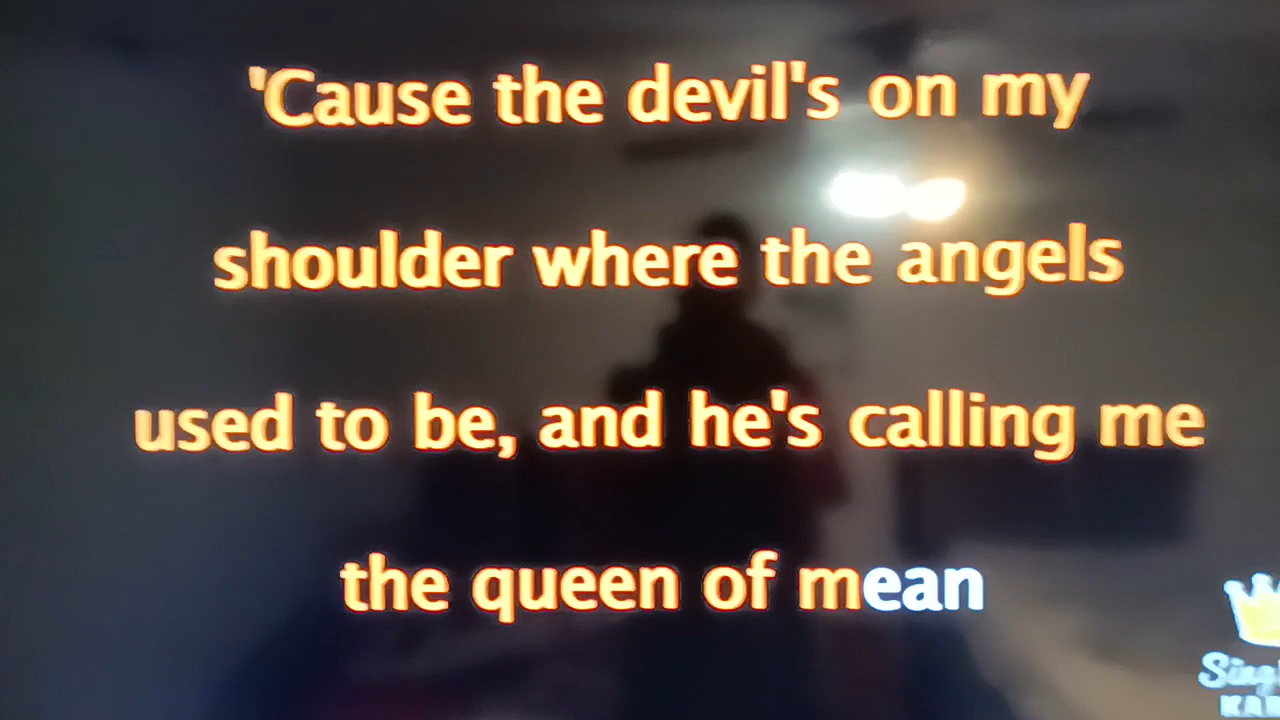 'Cause the devil's on my
shoulder where the angels
used to be, and he's calling me
the queen of mean